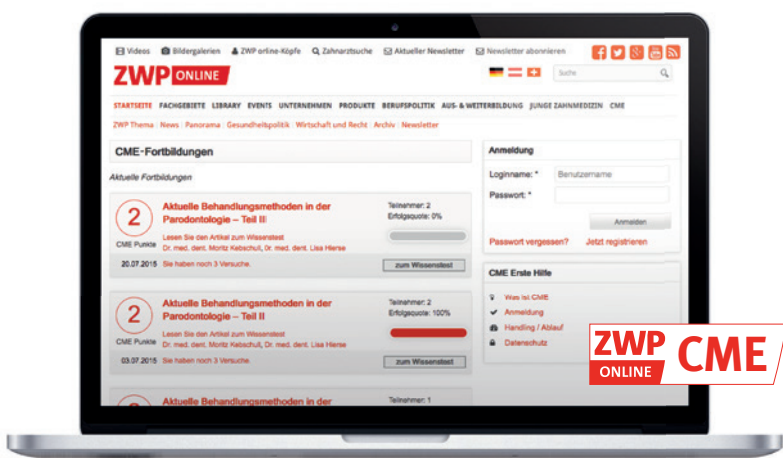 Videos Bildergalerien ZWP online-Köpfe Zahnarztsuche Aktueller Newsletter Newsletter abonnieren
ZWP ONLINE
Suche
STARTSEITE FACHGEBIETE LIBRARY EVENTS UNTERNEHMEN PRODUKTE BERUFSPOLITIK AUS- & WEITERBILDUNG JUNGE ZAHNMEDIZIN CME
ZWP Thema News Panorama Gesundheitspolitik Wirtschaft und Recht Archiv Newsletter
CME-Fortbildungen
Aktuelle Fortbildungen
2
CME Punkte
Aktuelle Behandlungsmethoden in der
Parodontologie – Teil III
Lesen Sie den Artikel zum Wissenstest
Dr. med. dent. Moritz Kebschull, Dr. med. dent. Lisa Hierse
Teilnehmer: 2
Erfolgsquote: 0%
20.07.2015 Sie haben noch 3 Versuche.
zum Wissenstest
2
CME Punkte
Aktuelle Behandlungsmethoden in der
Parodontologie – Teil II
Lesen Sie den Artikel zum Wissenstest
Dr. med. dent. Moritz Kebschull, Dr. med. dent. Lisa Hierse
Teilnehmer: 2
Erfolgsquote: 100%
03.07.2015 Sie haben noch 3 Versuche.
zum Wissenstest
2
Aktuelle Behandlungsmethoden in der
Teilnehmer: 1
Anmeldung
Loginname: * Benutzername
Passwort: *
Anmelden
Passwort vergessen? Jetzt registrieren
CME Erste Hilfe
Was ist CME
Anmeldung
Handling / Ablauf
Datenschutz
ZWP ONLINE CME